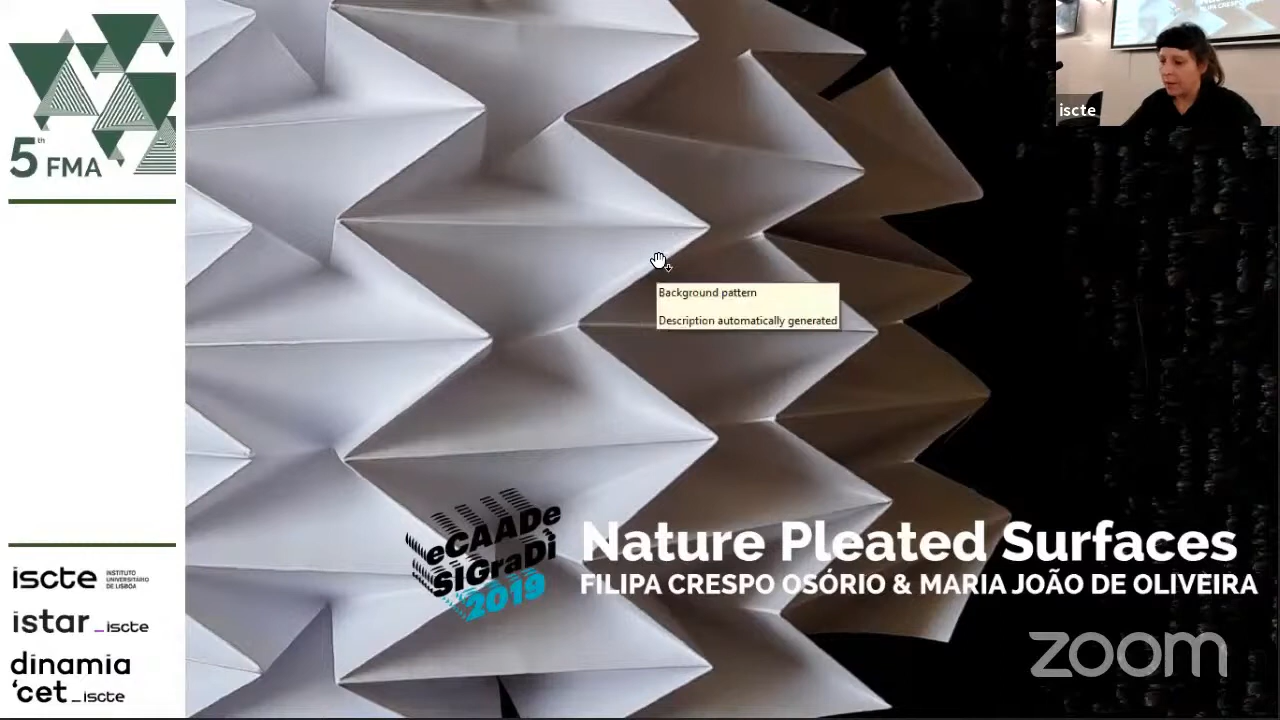 5th FMA
iscte INSTITUTO UNIVERSITÁRIO DE LISBOA
istar_iscte
dinamia
'cet_iscte
Background pattern
Description automatically generated
eCAADe
SIGraDi
2019
Nature Pleated Surfaces
FILIPA CRESPO OSÓRIO & MARIA JOÃO DE OLIVEIRA
iscte
zoom